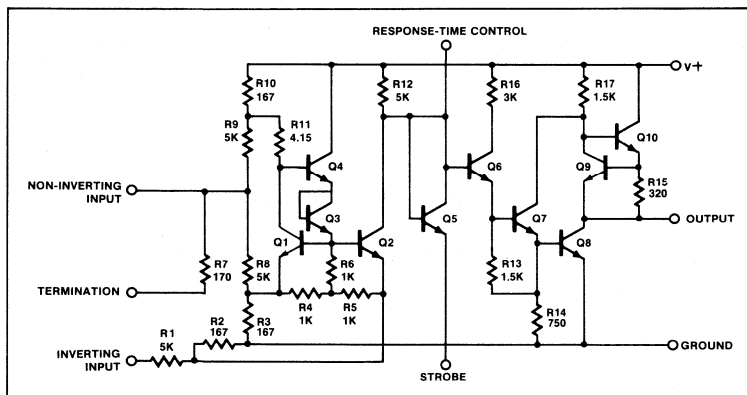 RESPONSE-TIME CONTROL
V+
R10
167
R12
5K
R16
3K
R17
1.5K
R9
5K
R11
4.15
Q4
Q10
Q6
Q9
R15
320
NON-INVERTING
INPUT
Q3
Q5
Q7
Q8
OUTPUT
Q1
Q2
R7
170
R8
5K
R6
1K
R13
1.5K
TERMINATION
R4
1K
R5
1K
R14
750
R2
167
R3
167
R1
5K
INVERTING
INPUT
GROUND
STROBE